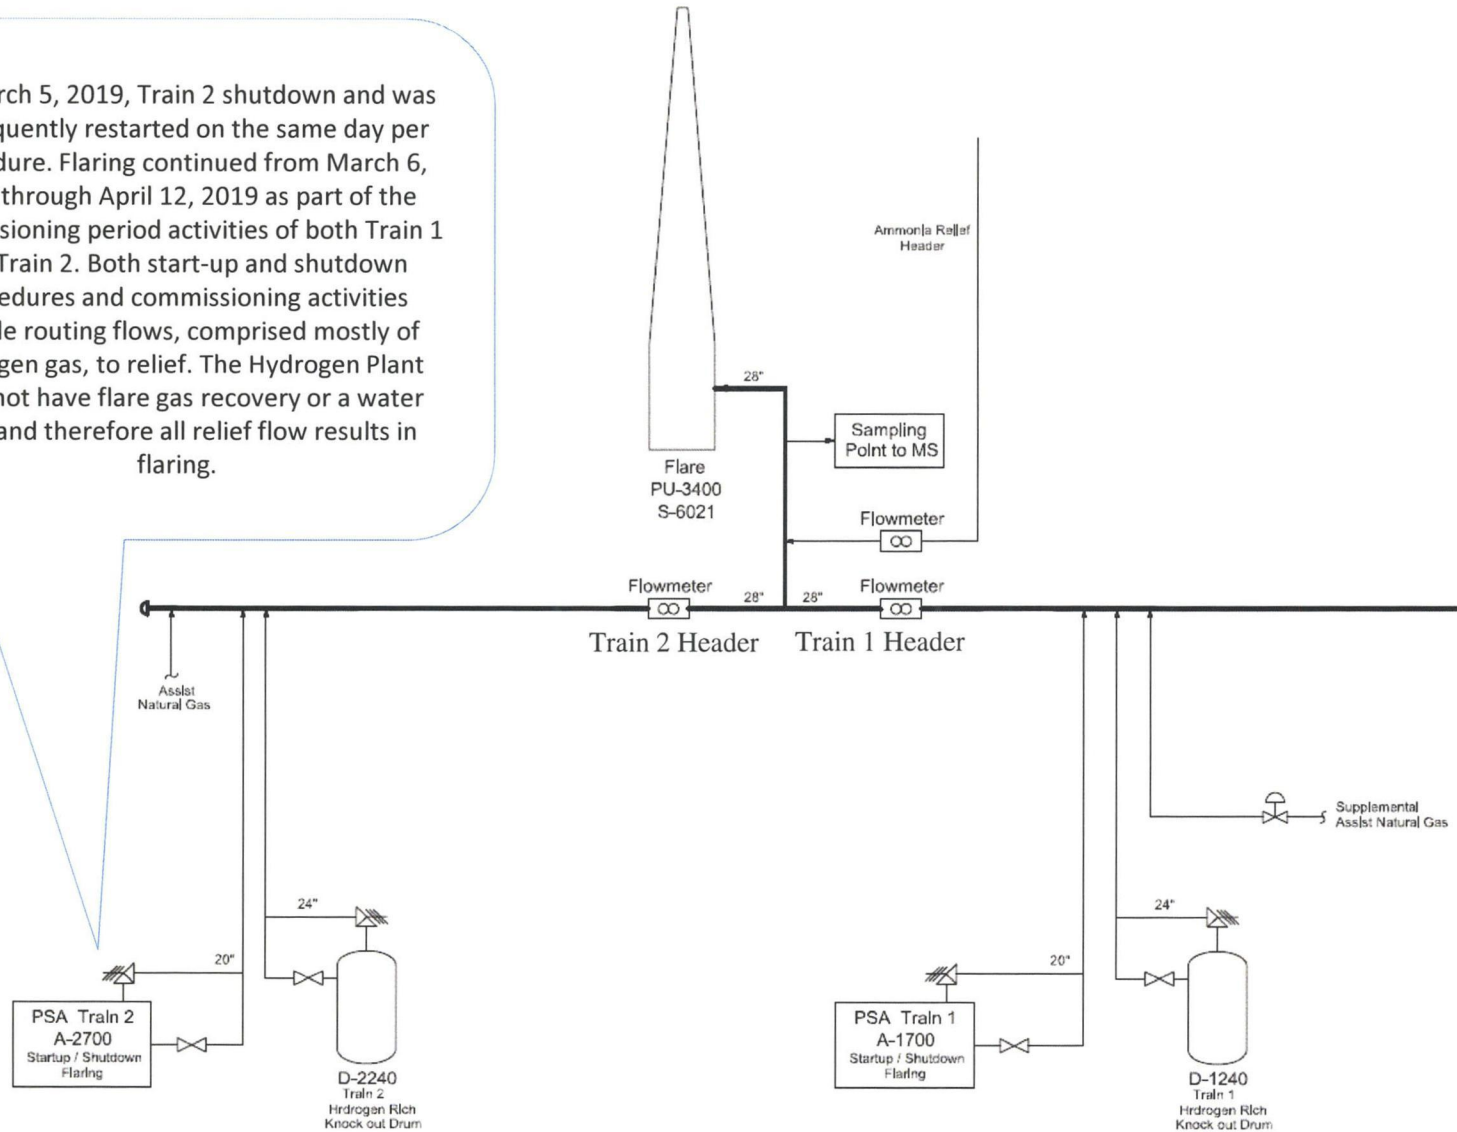 rch 5, 2019, Train 2 shutdown and was
quently restarted on the same day per
dure. Flaring continued from March 6,
through April 12, 2019 as part of the
sioning period activities of both Train 1
Train 2. Both start-up and shutdown
edures and commissioning activities
le routing flows, comprised mostly of
gen gas, to relief. The Hydrogen Plant
not have flare gas recovery or a water
and therefore all relief flow results in
flaring.
Ammonia Relief
Header
28"
Sampling
Point to MS
Flare
PU-3400
S-6021
Flowmeter
Flowmeter
28"
28"
Flowmeter
Train 2 Header
Train 1 Header
Assist
Natural Gas
Supplemental
Assist Natural Gas
24"
20"
PSA Train 2
A-2700
Startup / Shutdown
Flaring
D-2240
Train 2
Hrdrogen Rich
Knock out Drum
24"
20"
PSA Train 1
A-1700
Startup / Shutdown
Flaring
D-1240
Train 1
Hrdrogen Rich
Knock out Drum